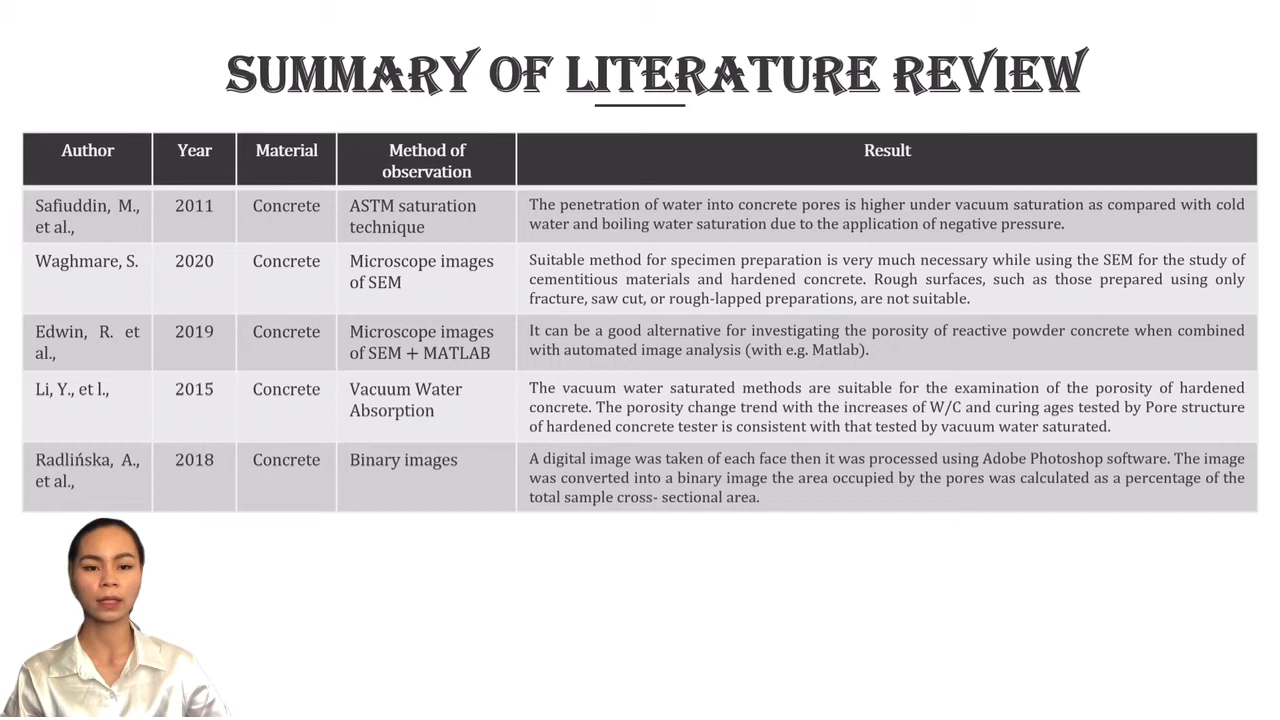 SUMMARY OF LITERATURE REVIEW
Author Year Material Method of observation Result
Safiuddin, M., et al., 2011 Concrete ASTM saturation technique
The penetration of water into concrete pores is higher under vacuum saturation as compared with cold
water and boiling water saturation due to the application of negative pressure.
Waghmare, S. 2020 Concrete Microscope images of SEM
Suitable method for specimen preparation is very much necessary while using the SEM for the study of
cementitious materials and hardened concrete. Rough surfaces, such as those prepared using only
fracture, saw cut, or rough-lapped preparations, are not suitable.
Edwin, R. et al., 2019 Concrete Microscope images of SEM + MATLAB
It can be a good alternative for investigating the porosity of reactive powder concrete when combined
with automated image analysis (with e.g. Matlab).
Li, Y., et l., 2015 Concrete Vacuum Water Absorption
The vacuum water saturated methods are suitable for the examination of the porosity of hardened
concrete. The porosity change trend with the increases of W/C and curing ages tested by Pore structure
of hardened concrete tester is consistent with that tested by vacuum water saturated.
Radlińska, A., et al., 2018 Concrete Binary images
A digital image was taken of each face then it was processed using Adobe Photoshop software. The image
was converted into a binary image the area occupied by the pores was calculated as a percentage of the
total sample cross- sectional area.